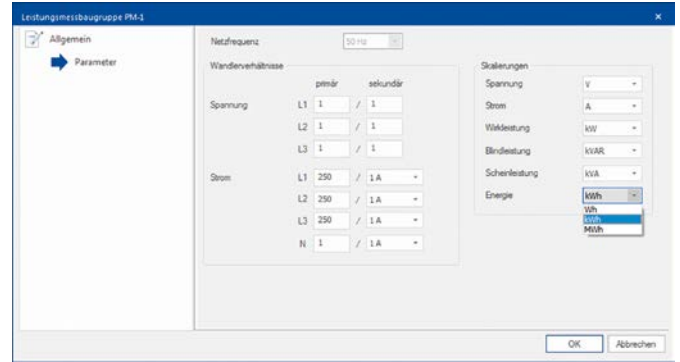 Leistungsmessbaugruppe PM-1
Allgemein
Parameter
Netzfrequenz 50 Hz
Wandlerverhältnisse
primär sekundär
Spannung L1 1 / 1
L2 1 / 1
L3 1 / 1
Strom L1 250 / 1 A
L2 250 / 1 A
L3 250 / 1 A
N 1 / 1 A
Skalierungen
Spannung V
Strom A
Wirkleistung kW
Blindleistung kVAR
Scheinleistung kVA
Energie kWh
Wh
kWh
MWh
OK Abbrechen